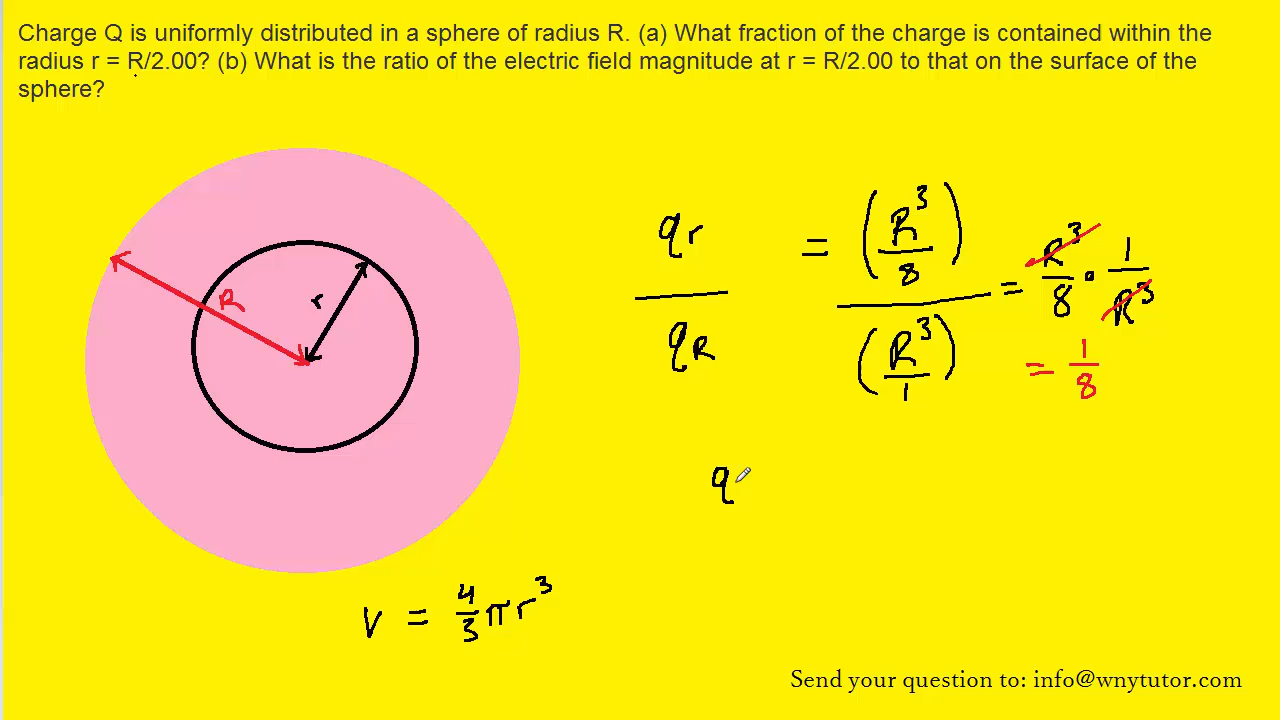 Charge Q is uniformly distributed in a sphere of radius R. (a) What fraction of the charge is contained within the
radius r = R/2.00? (b) What is the ratio of the electric field magnitude at r = R/2.00 to that on the surface of the
sphere?
R
r
qr / qR = (R³/8) / (R³/1) = R³/8 · 1/R³
= 1/8
q
V = 4/3 πr³
Send your question to: info@wnytutor.com